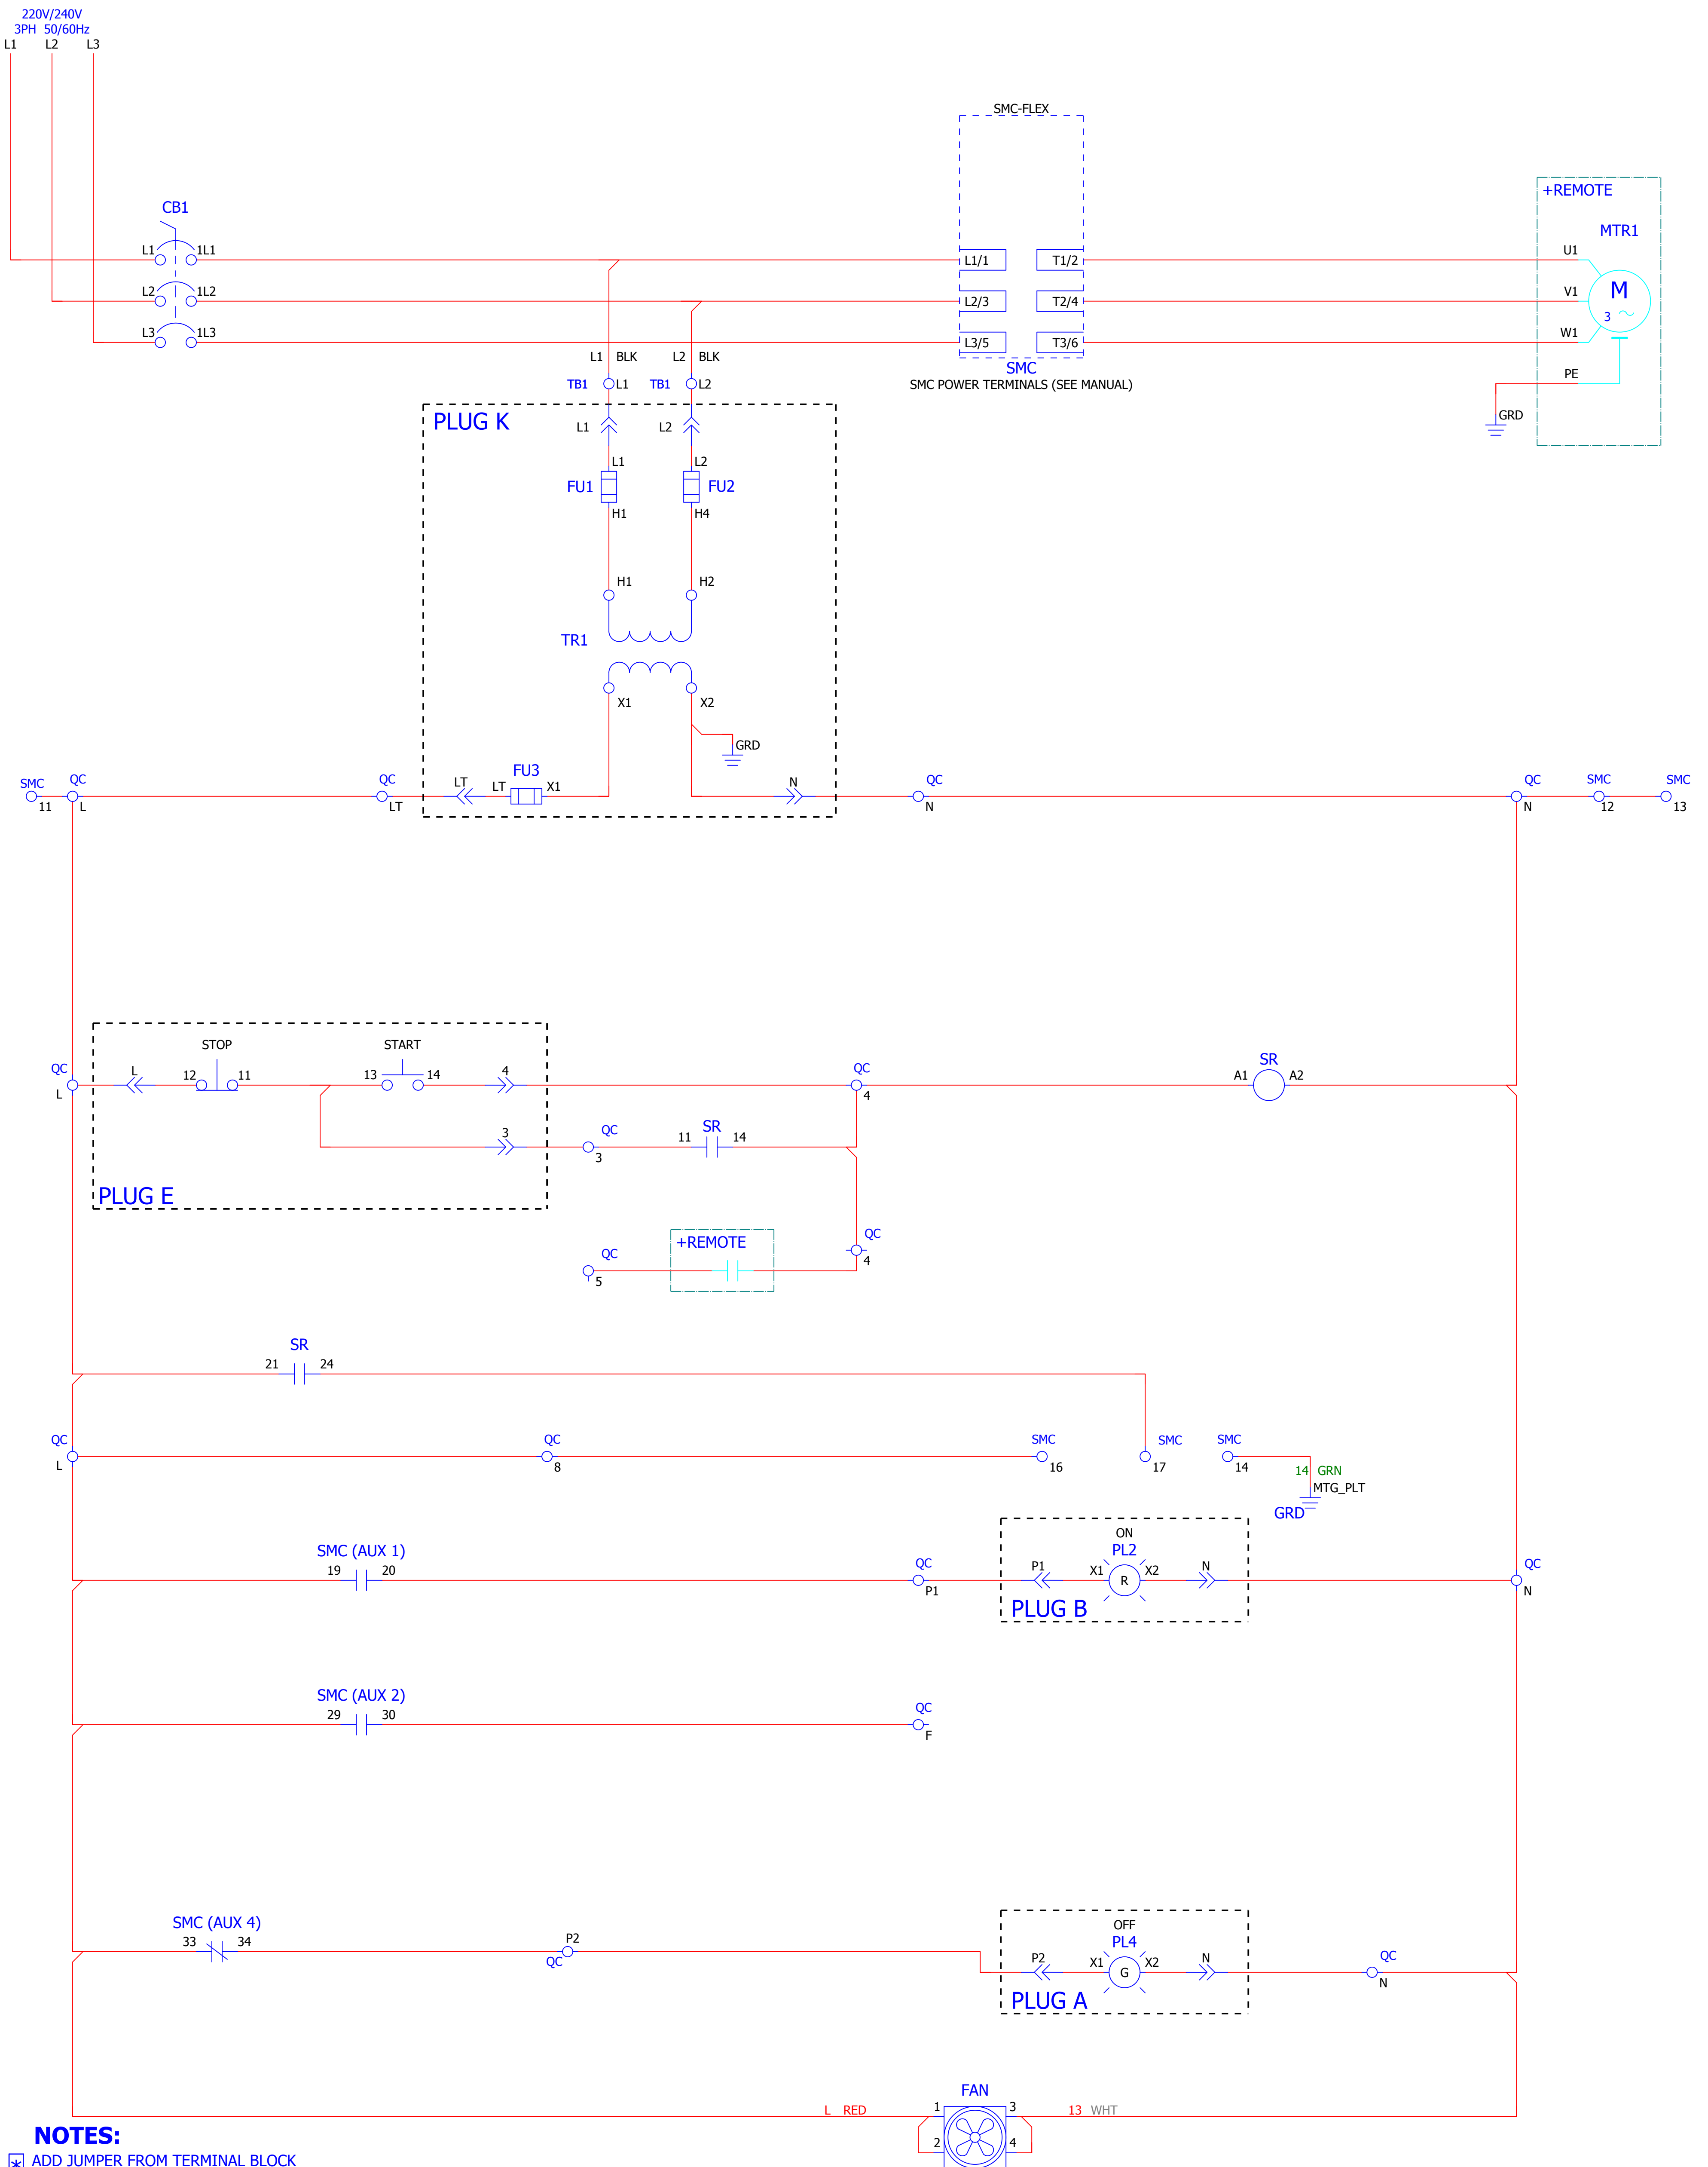 220V/240V
3PH 50/60Hz
L1 L2 L3
SMC-FLEX
+REMOTE
CB1
MTR1
L1 1L1
L1/1 T1/2
U1
L2 1L2
L2/3 T2/4
V1
M
3
L3 1L3
L3/5 T3/6
W1
L1 BLK L2 BLK
SMC
SMC POWER TERMINALS (SEE MANUAL)
PE
TB1 L1 TB1 L2
GRD
PLUG K
L1 L2
L1 L2
FU1 FU2
H1 H4
H1 H2
TR1
X1 X2
GRD
FU3
SMC QC QC LT LT X1 N QC QC SMC SMC
11 L LT N N 12 13
STOP START
QC L 12 11 13 14 4 QC SR
A1 A2
L 4
3 QC SR
11 14
3
PLUG E
QC
+REMOTE
4
QC
5
SR
21 24
QC QC SMC SMC SMC
L 8 16 17 14
14 GRN
MTG_PLT
GRD
ON
PL2
SMC (AUX 1)
19 20
QC P1 X1 R X2 N QC
P1 N
PLUG B
SMC (AUX 2)
29 30
QC
F
SMC (AUX 4)
33 34
P2
QC
OFF
PL4
P2 X1 G X2 N QC
N
PLUG A
FAN
L RED 1 3 13 WHT
2 4
NOTES:
* ADD JUMPER FROM TERMINAL BLOCK